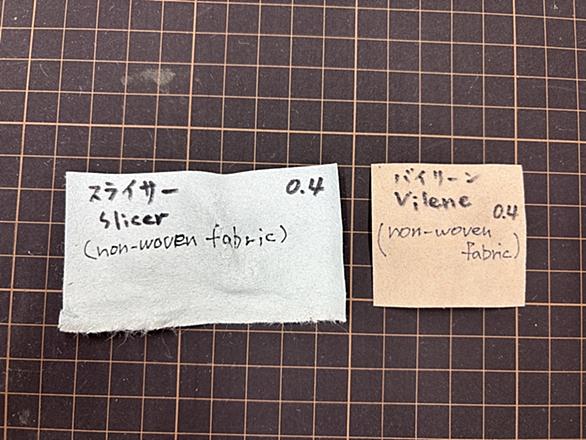 スライサー 0.4
slicer
(non-woven fabric)
バイリーン
Vilene
0.4
(non-woven
fabric)